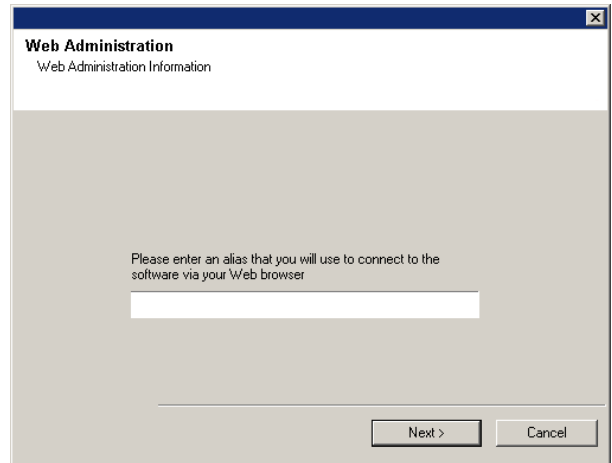 Web Administration
Web Administration Information
Please enter an alias that you will use to connect to the
software via your Web browser
Next >
Cancel